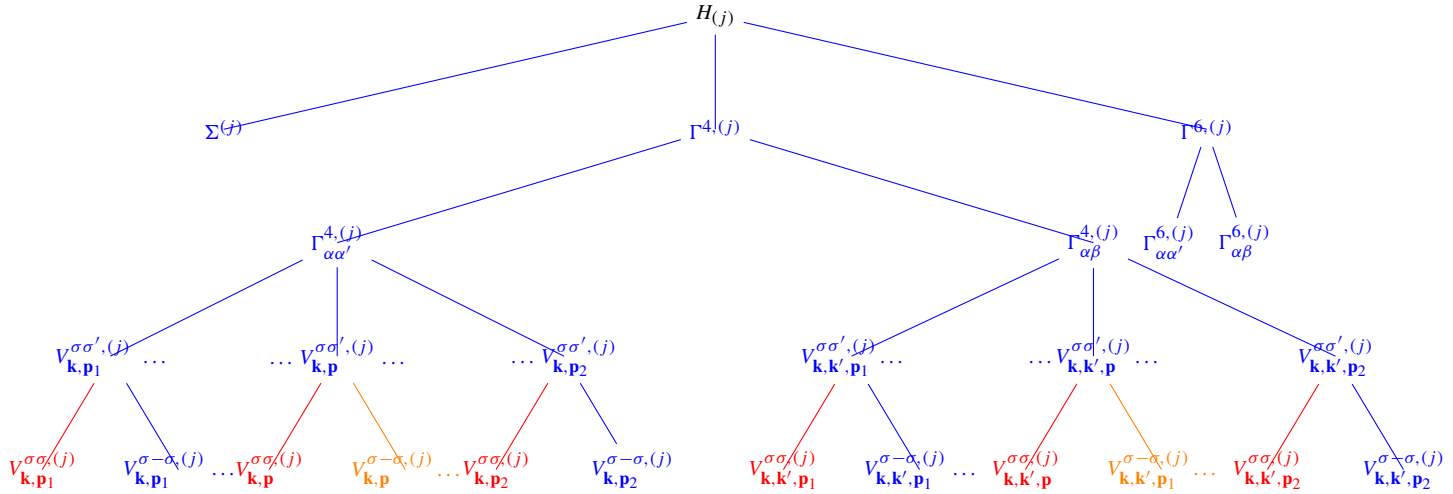 H_{(j)}
Σ^{(j)} Γ^{4,(j)} Γ^{6,(j)}
Γ^{4,(j)}_{αα′} Γ^{4,(j)}_{αβ} Γ^{6,(j)}_{αα′} Γ^{6,(j)}_{αβ}
V^{σσ′,(j)}_{k,p_1} … … V^{σσ′,(j)}_{k,p} … … V^{σσ′,(j)}_{k,p_2} V^{σσ′,(j)}_{k,k′,p_1} … … V^{σσ′,(j)}_{k,k′,p} … V^{σσ′,(j)}_{k,k′,p_2}
V^{σσ,(j)}_{k,p_1} V^{σ−σ,(j)}_{k,p_1} … V^{σσ,(j)}_{k,p} V^{σ−σ,(j)}_{k,p} … V^{σσ,(j)}_{k,p_2} V^{σ−σ,(j)}_{k,p_2} V^{σσ,(j)}_{k,k′,p_1} V^{σ−σ,(j)}_{k,k′,p_1} … V^{σσ,(j)}_{k,k′,p} V^{σ−σ,(j)}_{k,k′,p_1} … V^{σσ,(j)}_{k,k′,p_2} V^{σ−σ,(j)}_{k,k′,p_2}